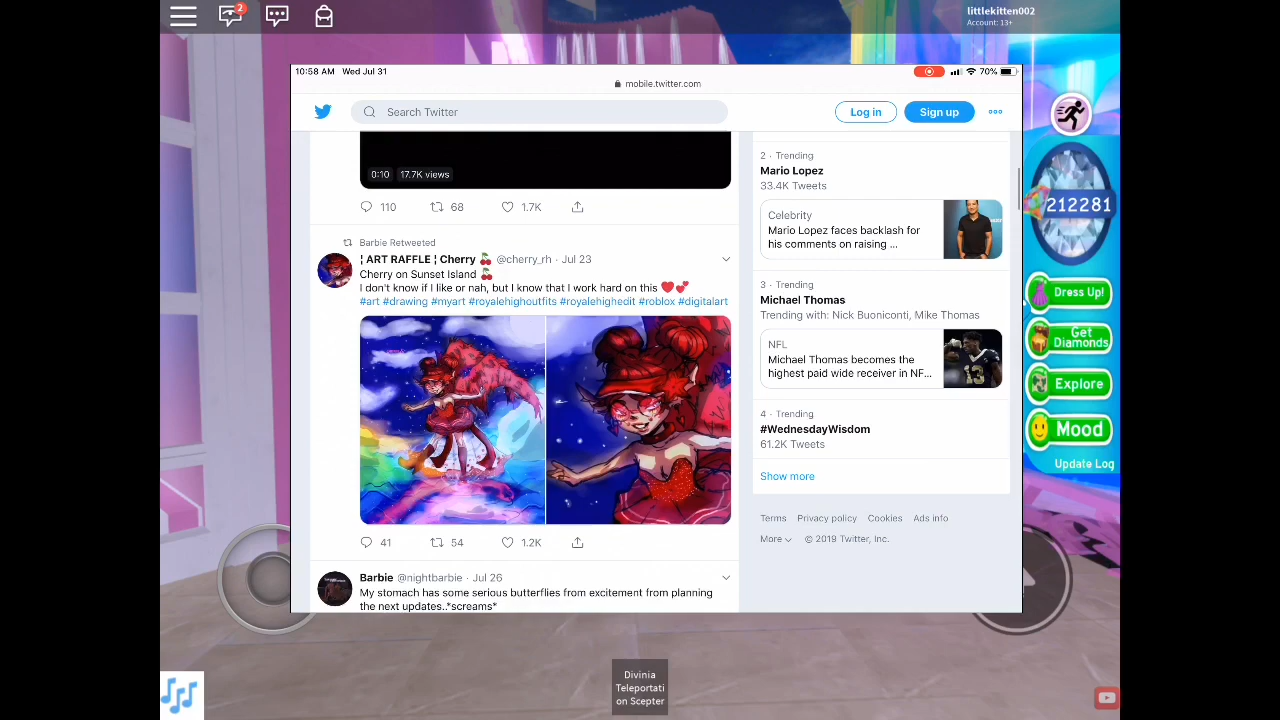 2
littlekitten002
Account: 13+
10:58 AM Wed Jul 31
70%
mobile.twitter.com
Search Twitter
Log in
Sign up
0:10 17.7K views
110 68 1.7K
Barbie Retweeted
¦ ART RAFFLE ¦ Cherry 🍒 @cherry_rh · Jul 23
Cherry on Sunset Island 🍒
I don't know if I like or nah, but I know that I work hard on this ❤️💕
#art #drawing #myart #royalehighoutfits #royalehighedit #roblox #digitalart
41 54 1.2K
Barbie @nightbarbie · Jul 26
My stomach has some serious butterflies from excitement from planning
the next updates..*screams*
2 · Trending
Mario Lopez
33.4K Tweets
Celebrity
Mario Lopez faces backlash for
his comments on raising ...
3 · Trending
Michael Thomas
Trending with: Nick Buoniconti, Mike Thomas
NFL
Michael Thomas becomes the
highest paid wide receiver in NF...
13
4 · Trending
#WednesdayWisdom
61.2K Tweets
Show more
Terms Privacy policy Cookies Ads info
More © 2019 Twitter, Inc.
212281
Dress Up!
Get
Diamonds
Explore
Mood
Update Log
Divinia
Teleportati
on Scepter